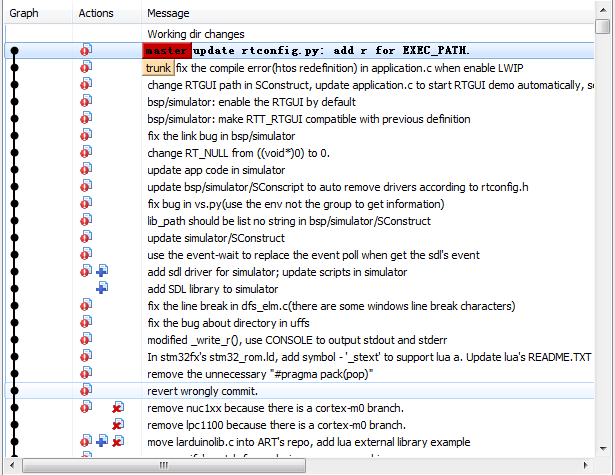 Graph Actions Message
Working dir changes
master update rtconfig.py: add r for EXEC_PATH.
trunk fix the compile error(htos redefinition) in application.c when enable LWIP
change RTGUI path in SConstruct, update application.c to start RTGUI demo automatically, s
bsp/simulator: enable the RTGUI by default
bsp/simulator: make RTT_RTGUI compatible with previous definition
fix the link bug in bsp/simulator
change RT_NULL from ((void*)0) to 0.
update app code in simulator
update bsp/simulator/SConscript to auto remove drivers according to rtconfig.h
fix bug in vs.py(use the env not the group to get information)
lib_path should be list no string in bsp/simulator/SConstruct
update simulator/SConstruct
use the event-wait to replace the event poll when get the sdl's event
add sdl driver for simulator; update scripts in simulator
add SDL library to simulator
fix the line break in dfs_elm.c(there are some windows line break characters)
fix the bug about directory in uffs
modified _write_r(), use CONSOLE to output stdout and stderr
In stm32fx's stm32_rom.ld, add symbol - '_stext' to support lua a. Update lua's README.TXT
remove the unnecessary "#pragma pack(pop)"
revert wrongly commit.
remove nuc1xx because there is a cortex-m0 branch.
remove lpc1100 because there is a cortex-m0 branch.
move larduinolib.c into ART's repo, add lua external library example